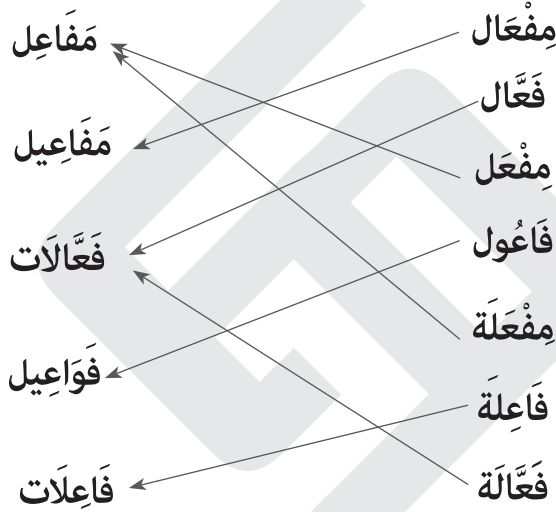 مِفْعَال
فَعَّال
مِفْعَل
فَاعُول
مِفْعَلَة
فَاعِلَة
فَعَّالَة
مَفَاعِل
مَفَاعِيل
فَعَّالَات
فَوَاعِيل
فَاعِلَات